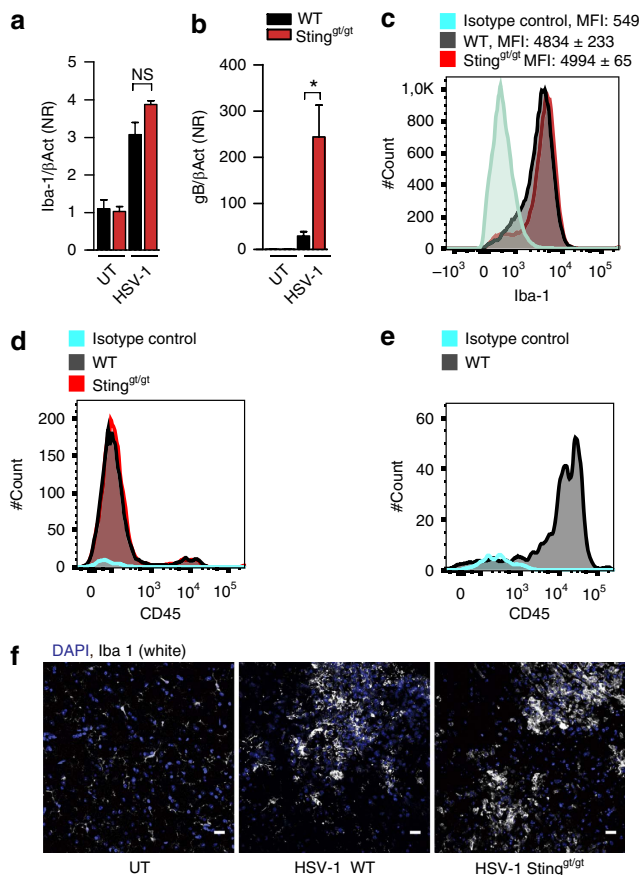 a
Iba-1/βAct (NR)
5
4
3
2
1
0
NS
UT
HSV-1
b
WT
Sting^gt/gt
gB/βAct (NR)
400
300
200
100
0
*
UT
HSV-1
c
Isotype control, MFI: 549
WT, MFI: 4834 ± 233
Sting^gt/gt MFI: 4994 ± 65
#Count
1,0K
800
600
400
200
0
−10^3 0 10^3 10^4 10^5
Iba-1
d
Isotype control
WT
Sting^gt/gt
#Count
200
150
100
50
0
0 10^3 10^4 10^5
CD45
e
Isotype control
WT
#Count
60
40
20
0
0 10^3 10^4 10^5
CD45
f
DAPI, Iba 1 (white)
UT
HSV-1 WT
HSV-1 Sting^gt/gt